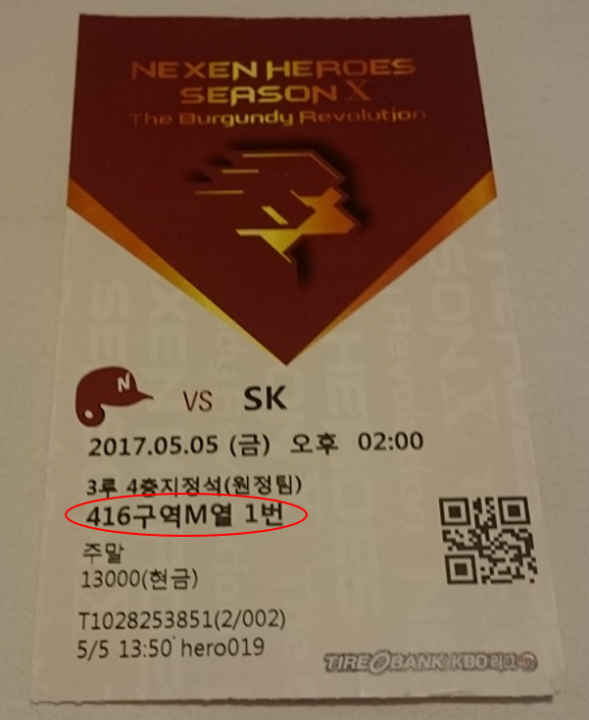 NEXEN HEROES
SEASON X
The Burgundy Revolution
N
VS SK
2017.05.05 (금) 오후 02:00
3루 4층지정석(원정팀)
416구역M열 1번
주말
13000(현금)
T1028253851(2/002)
5/5 13:50 hero019
TIREBANK KBO리그